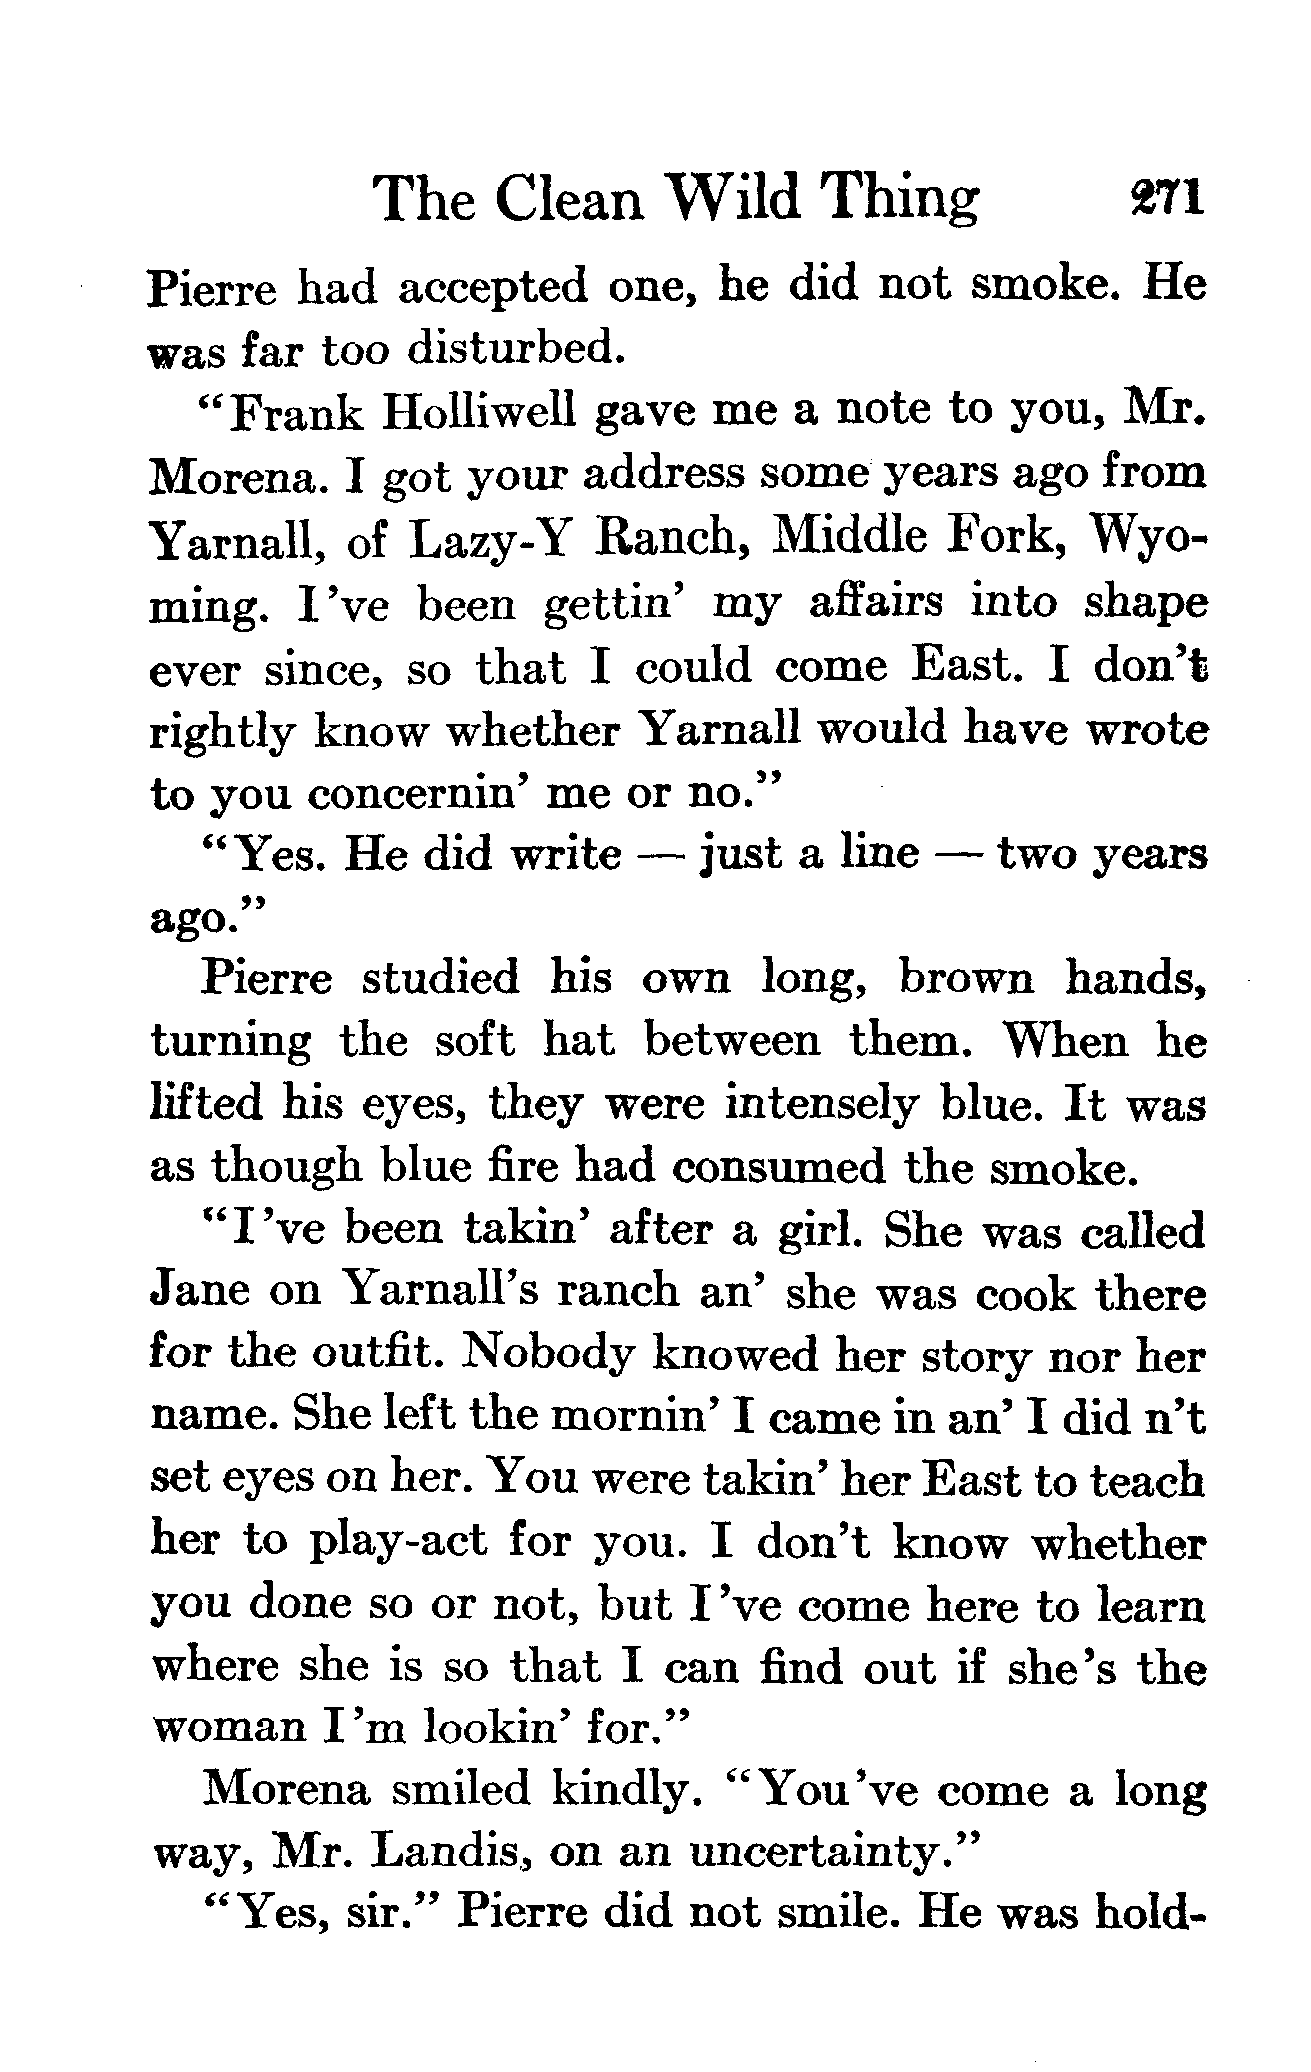 The Clean Wild Thing 271
Pierre had accepted one, he did not smoke. He
was far too disturbed.
“Frank Holliwell gave me a note to you, Mr.
Morena. I got your address some years ago from
Yarnall, of Lazy-Y Ranch, Middle Fork, Wyo-
ming. I’ve been gettin’ my affairs into shape
ever since, so that I could come East. I don’t
rightly know whether Yarnall would have wrote
to you concernin’ me or no.”
“Yes. He did write — just a line — two years
ago.”
Pierre studied his own long, brown hands,
turning the soft hat between them. When he
lifted his eyes, they were intensely blue. It was
as though blue fire had consumed the smoke.
“I’ve been takin’ after a girl. She was called
Jane on Yarnall’s ranch an’ she was cook there
for the outfit. Nobody knowed her story nor her
name. She left the mornin’ I came in an’ I did n’t
set eyes on her. You were takin’ her East to teach
her to play-act for you. I don’t know whether
you done so or not, but I’ve come here to learn
where she is so that I can find out if she’s the
woman I’m lookin’ for.”
Morena smiled kindly. “You’ve come a long
way, Mr. Landis, on an uncertainty.”
“Yes, sir.” Pierre did not smile. He was hold-